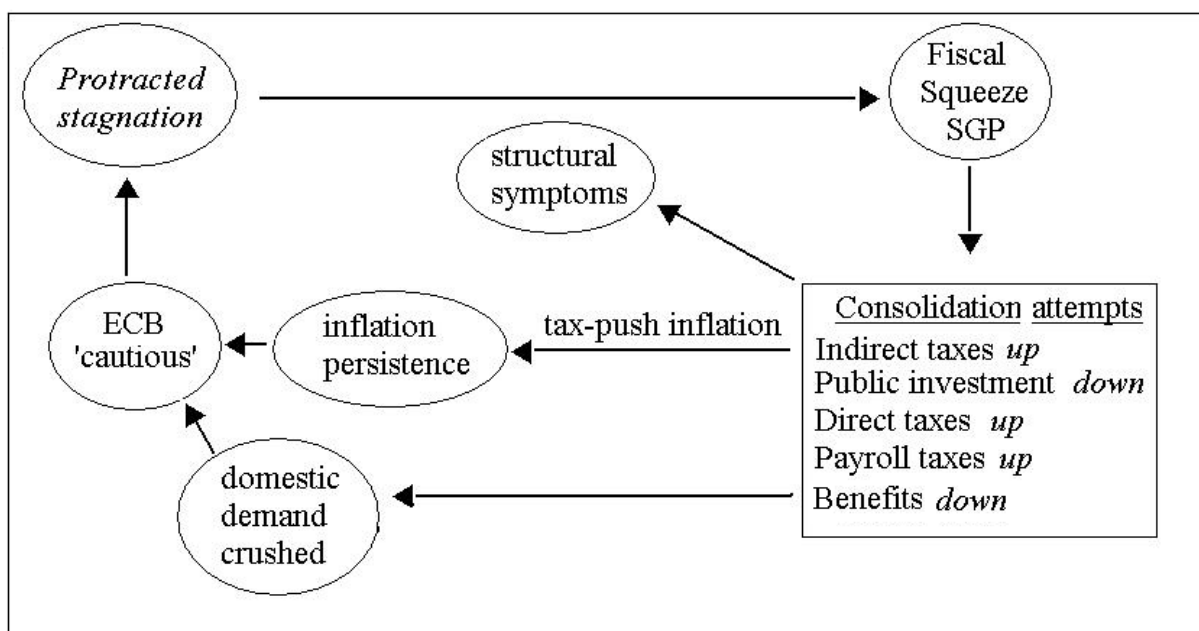 Protracted
stagnation
Fiscal
Squeeze
SGP
structural
symptoms
Consolidation attempts
Indirect taxes up
Public investment down
Direct taxes up
Payroll taxes up
Benefits down
tax-push inflation
inflation
persistence
ECB
'cautious'
domestic
demand
crushed